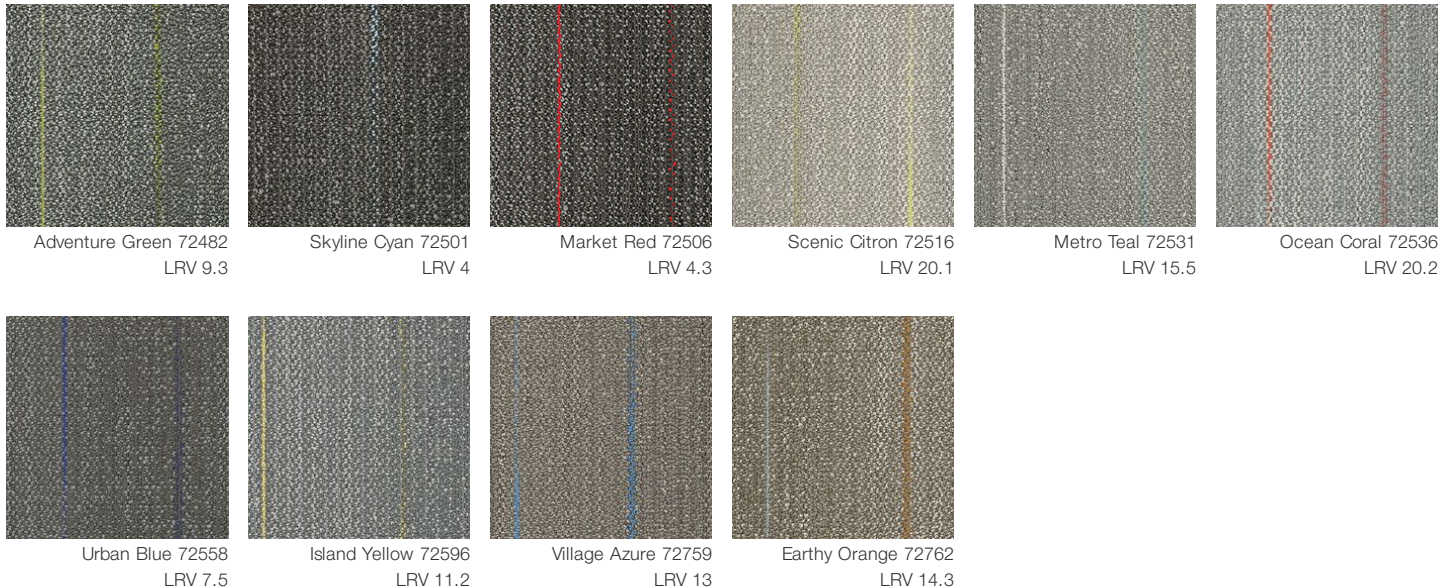 Adventure Green 72482
LRV 9.3
Skyline Cyan 72501
LRV 4
Market Red 72506
LRV 4.3
Scenic Citron 72516
LRV 20.1
Metro Teal 72531
LRV 15.5
Ocean Coral 72536
LRV 20.2
Urban Blue 72558
LRV 7.5
Island Yellow 72596
LRV 11.2
Village Azure 72759
LRV 13
Earthy Orange 72762
LRV 14.3